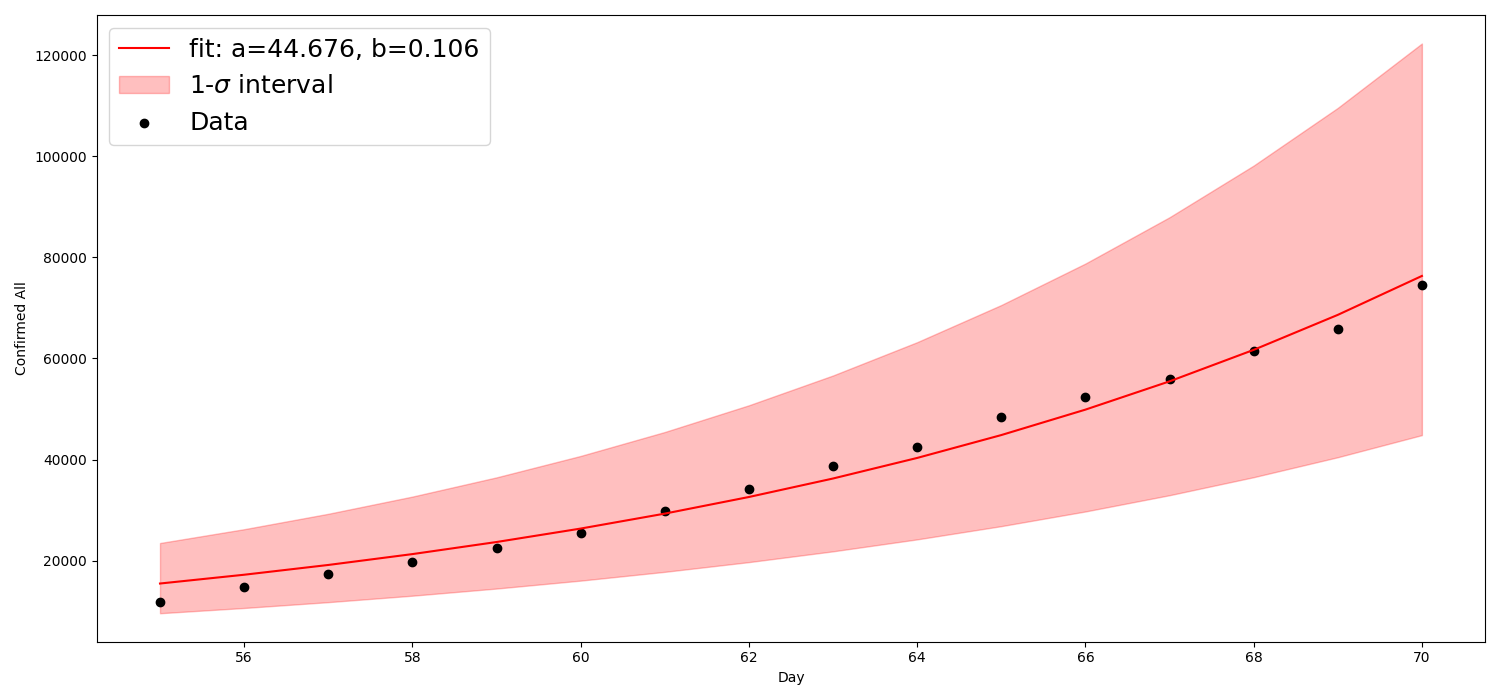 fit: a=44.676, b=0.106
1-σ interval
Data
120000
100000
80000
60000
40000
20000
Confirmed All
56 58 60 62 64 66 68 70
Day